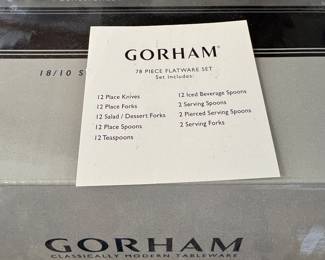 GORHAM®
78 PIECE FLATWARE SET
Set Includes:
12 Place Knives
12 Place Forks
12 Salad / Dessert Forks
12 Place Spoons
12 Teaspoons
12 Iced Beverage Spoons
2 Serving Spoons
2 Pierced Serving Spoons
2 Serving Forks
18/10 S
GORHAM
CLASSICALLY MODERN TABLEWARE